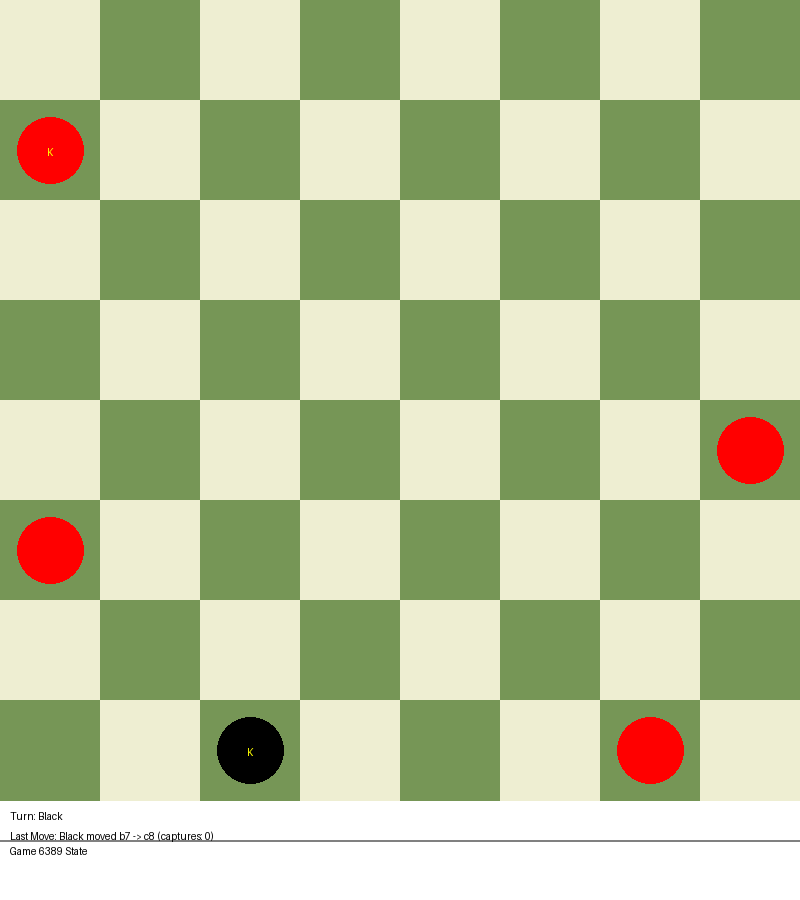 K
K
Turn: Black
Last Move: Black moved b7 -> c8 (captures: 0)
Game 6389 State